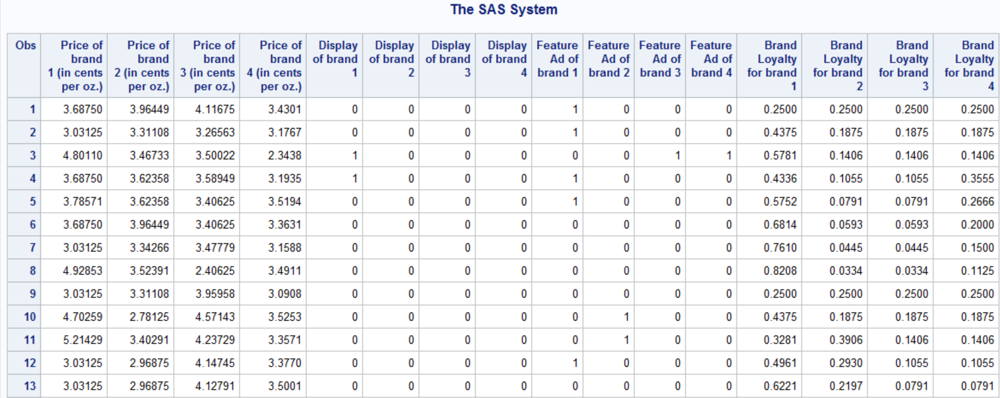 The SAS System
Obs Price of brand 1 (in cents per oz.) Price of brand 2 (in cents per oz.) Price of brand 3 (in cents per oz.) Price of brand 4 (in cents per oz.) Display of brand 1 Display of brand 2 Display of brand 3 Display of brand 4 Feature Ad of brand 1 Feature Ad of brand 2 Feature Ad of brand 3 Feature Ad of brand 4 Brand Loyalty for brand 1 Brand Loyalty for brand 2 Brand Loyalty for brand 3 Brand Loyalty for brand 4
1 3.68750 3.96449 4.11675 3.4301 0 0 0 0 1 0 0 0 0.2500 0.2500 0.2500 0.2500
2 3.03125 3.31108 3.26563 3.1767 0 0 0 0 1 0 0 0 0.4375 0.1875 0.1875 0.1875
3 4.80110 3.46733 3.50022 2.3438 1 0 0 0 0 0 1 1 0.5781 0.1406 0.1406 0.1406
4 3.68750 3.62358 3.58949 3.1935 1 0 0 0 1 0 0 0 0.4336 0.1055 0.1055 0.3555
5 3.78571 3.62358 3.40625 3.5194 0 0 0 0 1 0 0 0 0.5752 0.0791 0.0791 0.2666
6 3.68750 3.96449 3.40625 3.3631 0 0 0 0 0 0 0 0 0.6814 0.0593 0.0593 0.2000
7 3.03125 3.34266 3.47779 3.1588 0 0 0 0 0 0 0 0 0.7610 0.0445 0.0445 0.1500
8 4.92853 3.52391 2.40625 3.4911 0 0 0 0 0 0 0 0 0.8208 0.0334 0.0334 0.1125
9 3.03125 3.31108 3.95958 3.0908 0 0 0 0 0 0 0 0 0.2500 0.2500 0.2500 0.2500
10 4.70259 2.78125 4.57143 3.5253 0 0 0 0 0 1 0 0 0.4375 0.1875 0.1875 0.1875
11 5.21429 3.40291 4.23729 3.3571 0 0 0 0 0 1 0 0 0.3281 0.3906 0.1406 0.1406
12 3.03125 2.96875 4.14745 3.3770 0 0 0 0 1 0 0 0 0.4961 0.2930 0.1055 0.1055
13 3.03125 2.96875 4.12791 3.5001 0 0 0 0 0 0 0 0 0.6221 0.2197 0.0791 0.0791